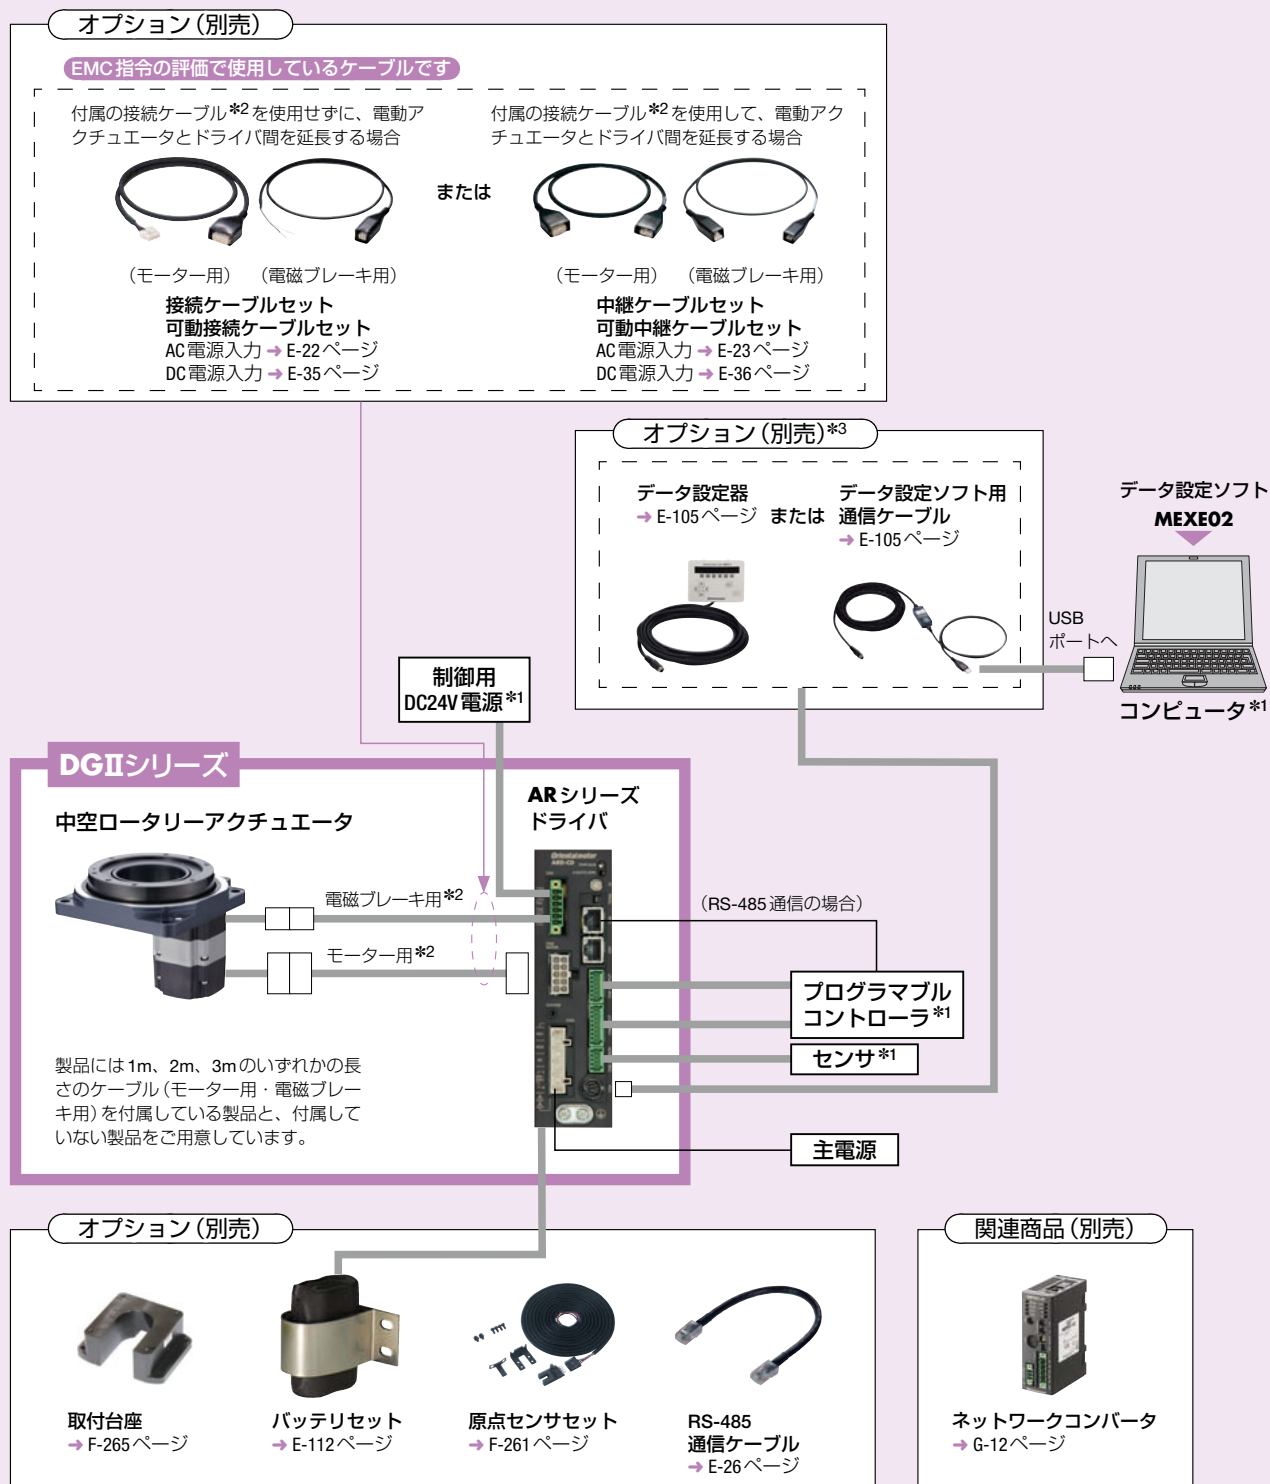 オプション（別売）
EMC指令の評価で使用しているケーブルです
付属の接続ケーブル*2を使用せずに、電動ア
クチュエータとドライバ間を延長する場合
（モーター用）
（電磁ブレーキ用）
接続ケーブルセット
可動接続ケーブルセット
AC電源入力 → E-22ページ
DC電源入力 → E-35ページ
または
付属の接続ケーブル*2を使用して、電動アク
チュエータとドライバ間を延長する場合
（モーター用）
（電磁ブレーキ用）
中継ケーブルセット
可動中継ケーブルセット
AC電源入力 → E-23ページ
DC電源入力 → E-36ページ
オプション（別売）*3
データ設定器
→ E-105ページ
または
データ設定ソフト用
通信ケーブル
→ E-105ページ
データ設定ソフト
MEXE02
USB
ポートへ
コンピュータ*1
制御用
DC24V電源*1
DGIIシリーズ
中空ロータリーアクチュエータ
ARシリーズ
ドライバ
Orientalmotor
電磁ブレーキ用*2
モーター用*2
（RS-485通信の場合）
プログラマブル
コントローラ*1
センサ*1
主電源
製品には1m、2m、3mのいずれかの長
さのケーブル（モーター用・電磁ブレー
キ用）を付属している製品と、付属して
いない製品をご用意しています。
オプション（別売）
取付台座
→ F-265ページ
バッテリセット
→ E-112ページ
原点センサセット
→ F-261ページ
RS-485
通信ケーブル
→ E-26ページ
関連商品（別売）
ネットワークコンバータ
→ G-12ページ